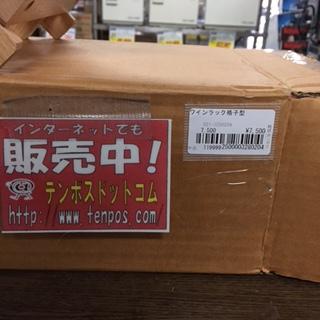 インターネットでも
販売中!
テンポスドットコム
http://www.tenpos.com/
ワインラック格子型
7,500 ¥7,500